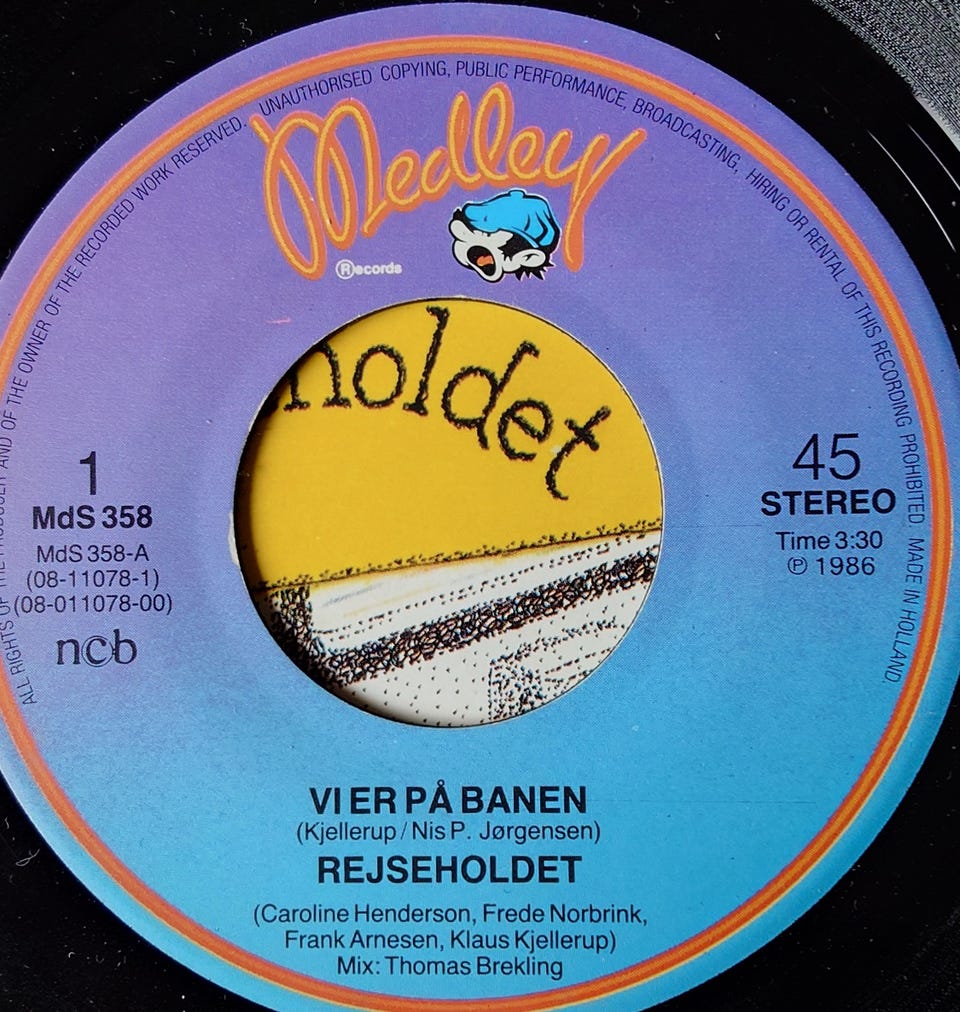 ALL RIGHTS OF THE PRODUCER AND OF THE OWNER OF THE RECORDED WORK RESERVED. UNAUTHORISED COPYING, PUBLIC PERFORMANCE, BROADCASTING, HIRING OR RENTAL OF THIS RECORDING PROHIBITED. MADE IN HOLLAND.
Medley
Ⓡecords
holdet
1
MdS 358
MdS 358-A
(08-11078-1)
(08-011078-00)
ncb
45
STEREO
Time 3:30
℗ 1986
VI ER PÅ BANEN
(Kjellerup / Nis P. Jørgensen)
REJSEHOLDET
(Caroline Henderson, Frede Norbrink,
Frank Arnesen, Klaus Kjellerup)
Mix: Thomas Brekling